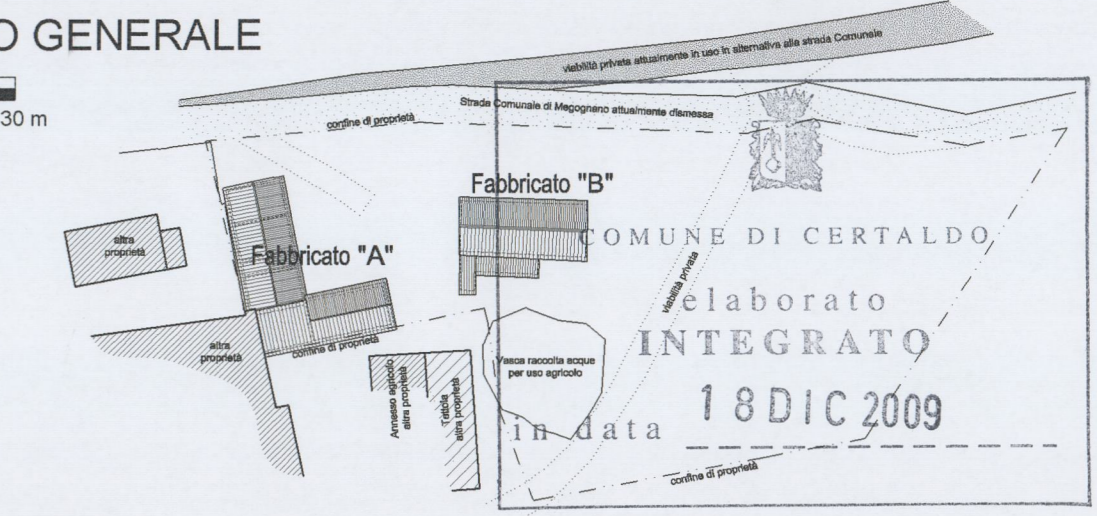 O GENERALE
30 m
viabilità privata attualmente in uso in alternativa alla strada Comunale
Strada Comunale di Megognano attualmente dismessa
confine di proprietà
Fabbricato "B"
altra
proprietà
Fabbricato "A"
COMUNE DI CERTALDO
viabilità privata
elaborato
INTEGRATO
altra
proprietà
confine di proprietà
Vasca raccolta acque
per uso agricolo
Annesso agricolo
altra proprietà
Tettoia
altra proprietà
in data
18 DIC 2009
confine di proprietà